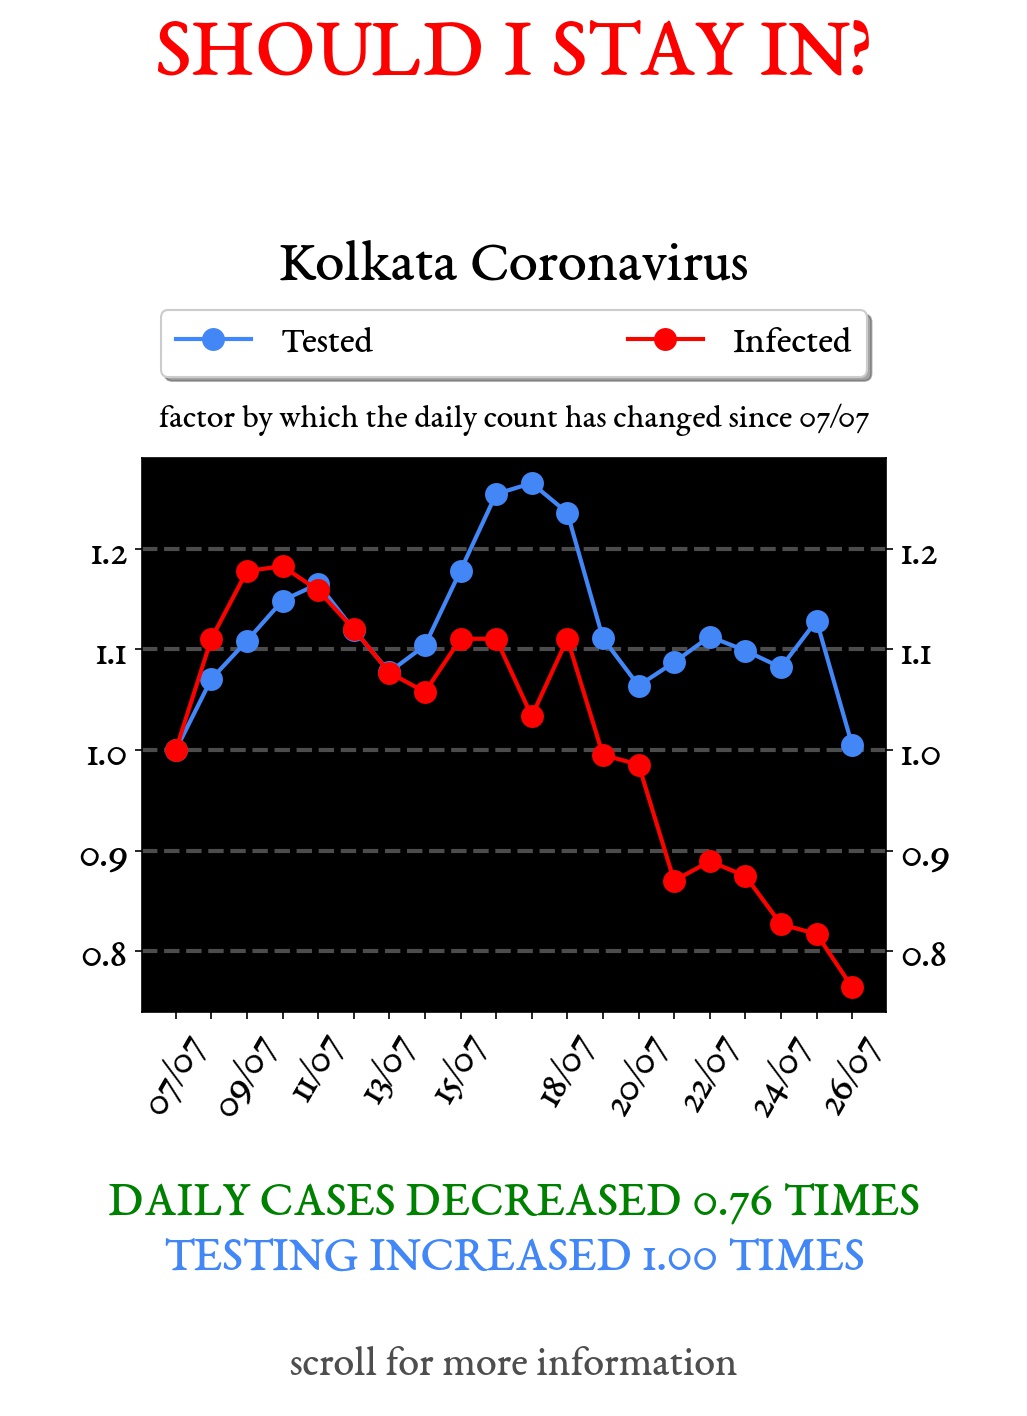 SHOULD I STAY IN?
Kolkata Coronavirus
Tested Infected
factor by which the daily count has changed since 07/07
1.2 1.2
1.1 1.1
1.0 1.0
0.9 0.9
0.8 0.8
07/07 09/07 11/07 13/07 15/07 18/07 20/07 22/07 24/07 26/07
DAILY CASES DECREASED 0.76 TIMES
TESTING INCREASED 1.00 TIMES
scroll for more information